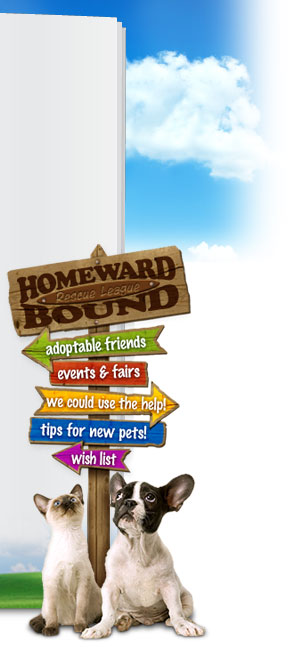 HOMEWARD
Rescue League
BOUND
adoptable friends
events & fairs
we could use the help!
tips for new pets!
wish list